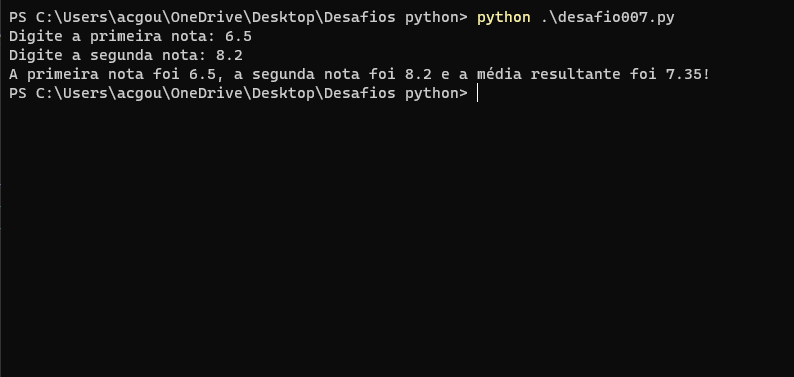 PS C:\Users\acgou\OneDrive\Desktop\Desafios python> python .\desafio007.py
Digite a primeira nota: 6.5
Digite a segunda nota: 8.2
A primeira nota foi 6.5, a segunda nota foi 8.2 e a média resultante foi 7.35!
PS C:\Users\acgou\OneDrive\Desktop\Desafios python>